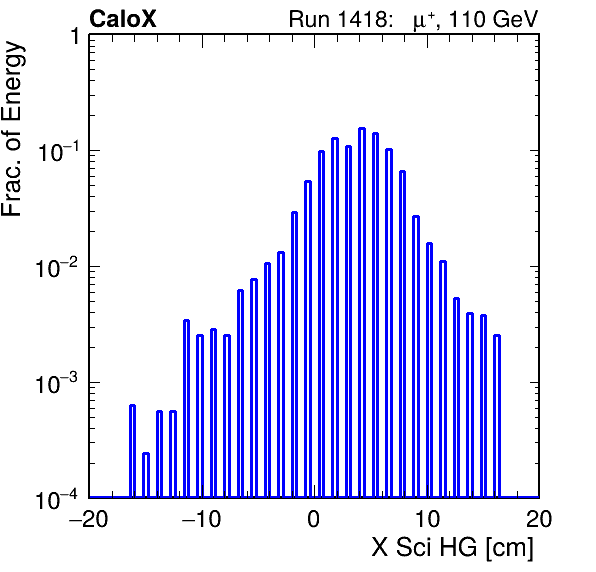 CaloX Run 1418: μ⁺, 110 GeV
Frac. of Energy
1
10⁻¹
10⁻²
10⁻³
10⁻⁴
−20 −10 0 10 20
X Sci HG [cm]